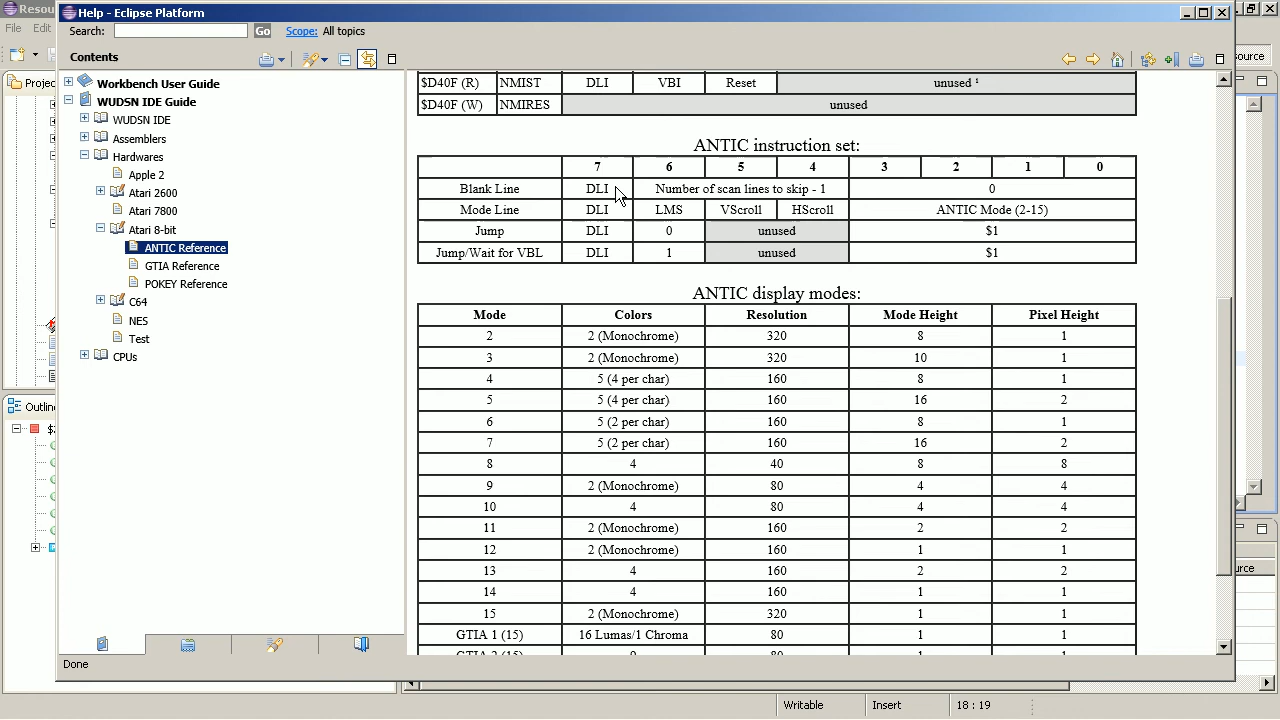 Help - Eclipse Platform
Search: Go Scope: All topics
File Edit
Contents
Source
Projec
Workbench User Guide
WUDSN IDE Guide
WUDSN IDE
Assemblers
Hardwares
Apple 2
Atari 2600
Atari 7800
Atari 8-bit
ANTIC Reference
GTIA Reference
POKEY Reference
C64
NES
Test
CPUs
Outlin
$D40F (R) NMIST DLI VBI Reset unused ¹
$D40F (W) NMIRES unused
ANTIC instruction set:
7 6 5 4 3 2 1 0
Blank Line DLI Number of scan lines to skip - 1 0
Mode Line DLI LMS VScroll HScroll ANTIC Mode (2-15)
Jump DLI 0 unused $1
Jump/Wait for VBL DLI 1 unused $1
ANTIC display modes:
Mode Colors Resolution Mode Height Pixel Height
2 2 (Monochrome) 320 8 1
3 2 (Monochrome) 320 10 1
4 5 (4 per char) 160 8 1
5 5 (4 per char) 160 16 2
6 5 (2 per char) 160 8 1
7 5 (2 per char) 160 16 2
8 4 40 8 8
9 2 (Monochrome) 80 4 4
10 4 80 4 4
11 2 (Monochrome) 160 2 2
12 2 (Monochrome) 160 1 1
13 4 160 2 2
14 4 160 1 1
15 2 (Monochrome) 320 1 1
GTIA 1 (15) 16 Lumas/1 Chroma 80 1 1
GTIA 2 (15) 9 80 1 1
Done
Writable Insert 18 : 19